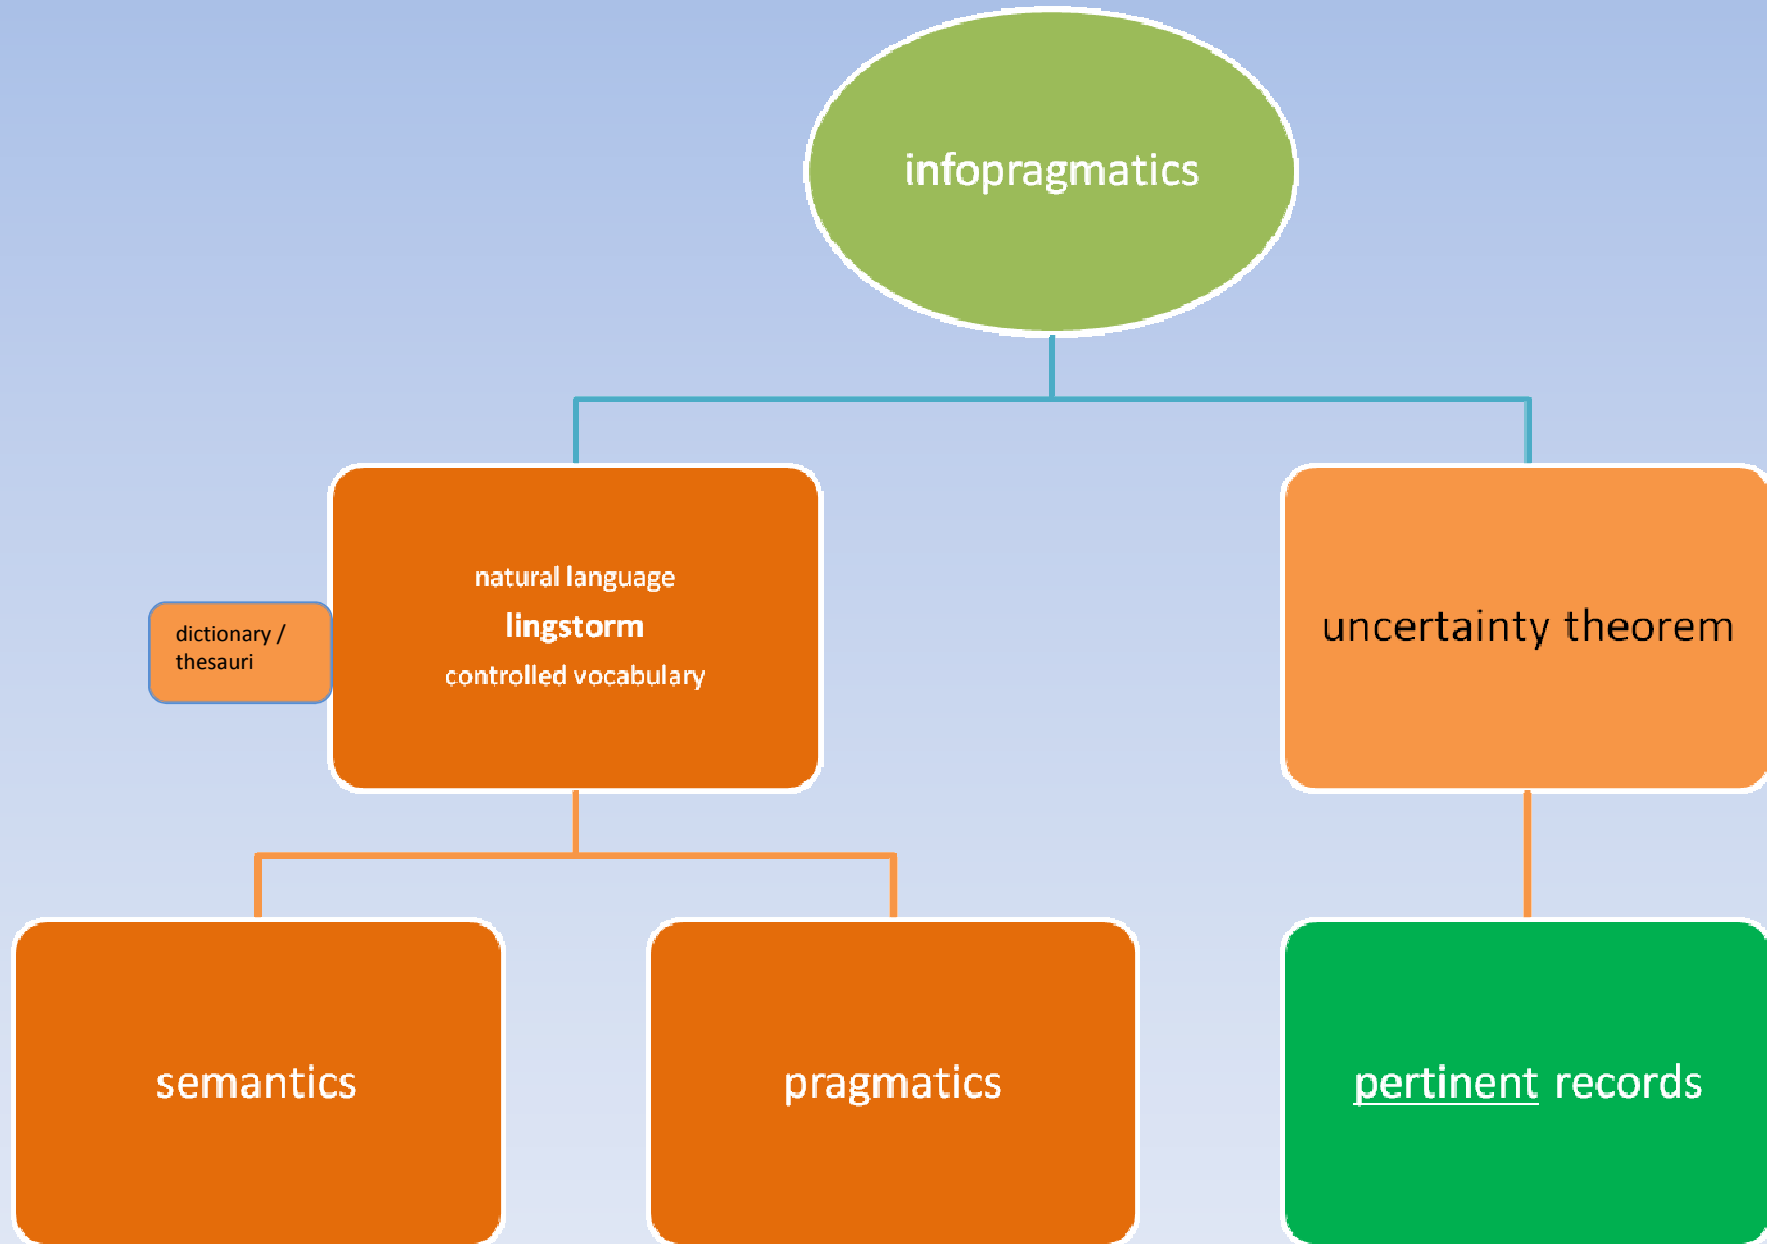 infopragmatics
natural language
lingstorm
controlled vocabulary
dictionary /
thesauri
uncertainty theorem
semantics
pragmatics
pertinent records